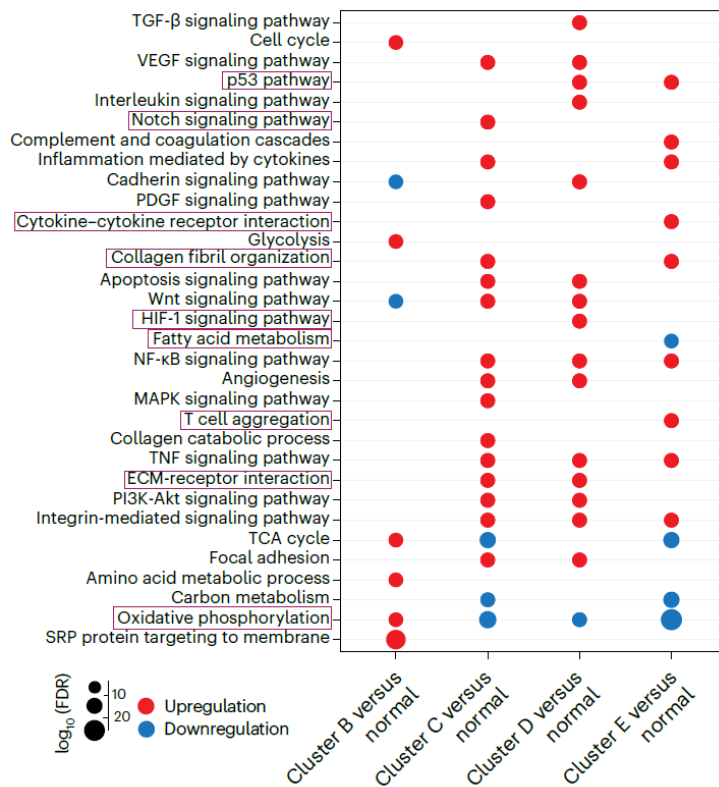 TGF-β signaling pathway
Cell cycle
VEGF signaling pathway
p53 pathway
Interleukin signaling pathway
Notch signaling pathway
Complement and coagulation cascades
Inflammation mediated by cytokines
Cadherin signaling pathway
PDGF signaling pathway
Cytokine–cytokine receptor interaction
Glycolysis
Collagen fibril organization
Apoptosis signaling pathway
Wnt signaling pathway
HIF-1 signaling pathway
Fatty acid metabolism
NF-κB signaling pathway
Angiogenesis
MAPK signaling pathway
T cell aggregation
Collagen catabolic process
TNF signaling pathway
ECM-receptor interaction
PI3K-Akt signaling pathway
Integrin-mediated signaling pathway
TCA cycle
Focal adhesion
Amino acid metabolic process
Carbon metabolism
Oxidative phosphorylation
SRP protein targeting to membrane
Cluster B versus
normal
Cluster C versus
normal
Cluster D versus
normal
Cluster E versus
normal
log10 (FDR)
10
20
Upregulation
Downregulation